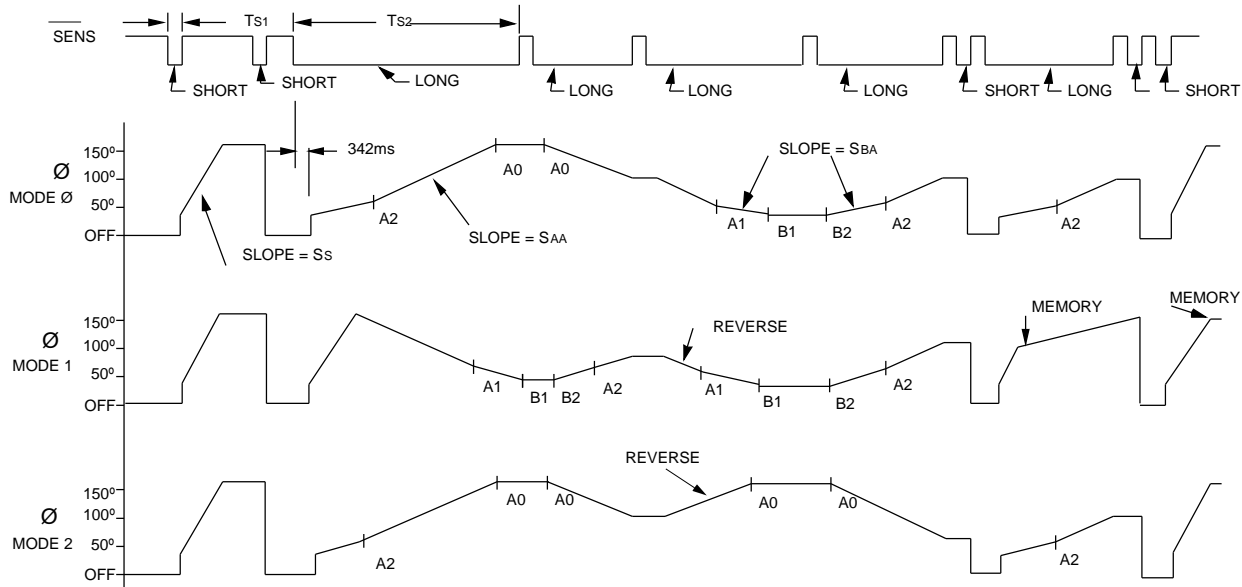 TS1
TS2
SENS
SHORT
SHORT
LONG
LONG
LONG
LONG
SHORT
LONG
SHORT
Ø
MODE Ø
150º
100º
50º
OFF
342ms
A2
A0
A0
SLOPE = SS
SLOPE = SAA
SLOPE = SBA
A1
B1
B2
A2
A2
Ø
MODE 1
150º
100º
50º
OFF
A1
B1
B2
A2
REVERSE
A1
B1
B2
A2
MEMORY
MEMORY
Ø
MODE 2
150º
100º
50º
OFF
A2
A0
A0
REVERSE
A0
A0
A2